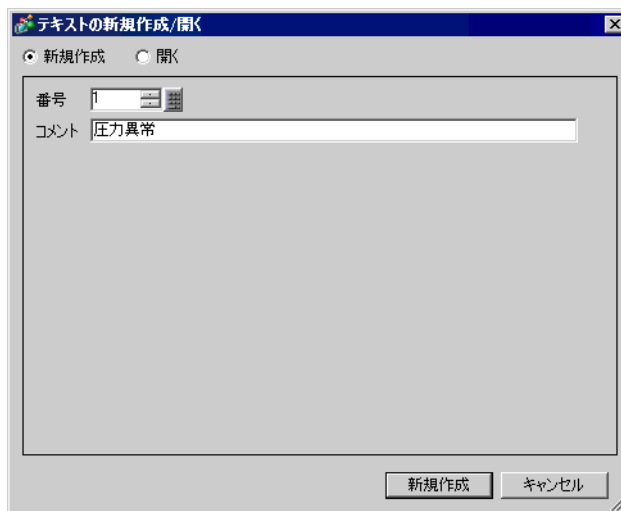 テキストの新規作成/開く
新規作成 開く
番号 1
コメント 圧力異常
新規作成 キャンセル